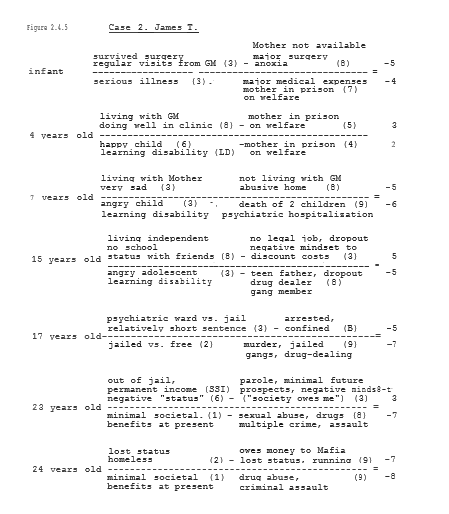 Figure 2.4.5 Case 2. James T.
Mother not available
survived surgery major surgery
regular visits from GM (3) - anoxia (8) -5
infant =
serious illness (3). major medical expenses -4
mother in prison (7)
on welfare
living with GM mother in prison
doing well in clinic (8) - on welfare (5) 3
4 years old
happy child (6) -mother in prison (4) 2
learning disability (LD) on welfare
living with Mother not living with GM
very sad (3) abusive home (8) -5
7 years old =
angry child (3) death of 2 children (9) -6
learning disability psychiatric hospitalisation
living independent no legal job, dropout
no school negative mindset to
status with friends (8) - discount costs (3) 5
15 years old =
angry adolescent (3) - teen father, dropout -5
learning disability drug dealer (8)
gang member
psychiatric ward vs. jail arrested,
relatively short sentence (3) - confined (B) -5
17 years old =
jailed vs. free (2) murder, jailed (9) -7
gangs, drug-dealing
out of jail, parole, minimal future
permanent income (SSI) prospects, negative minds8-t
negative "status" (6) - ("society owes me") (3) 3
23 years old =
minimal societal. (1) - sexual abuse, drugs (8) -7
benefits at present multiple crime, assault
lost status owes money to Mafia
homeless (2) - lost status, running (9) -7
24 years old =
minimal societal (1) drug abuse, (9) -8
benefits at present criminal assault